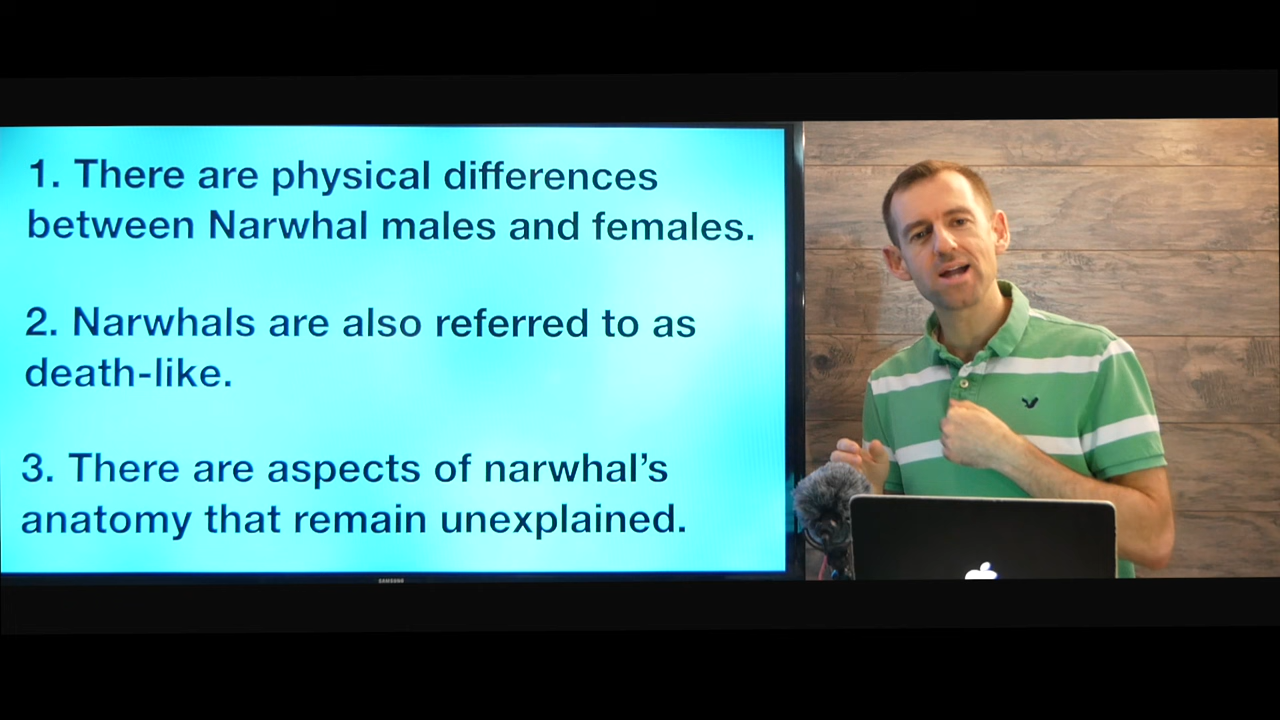 1. There are physical differences
between Narwhal males and females.
2. Narwhals are also referred to as
death-like.
3. There are aspects of narwhal’s
anatomy that remain unexplained.
SAMSUNG